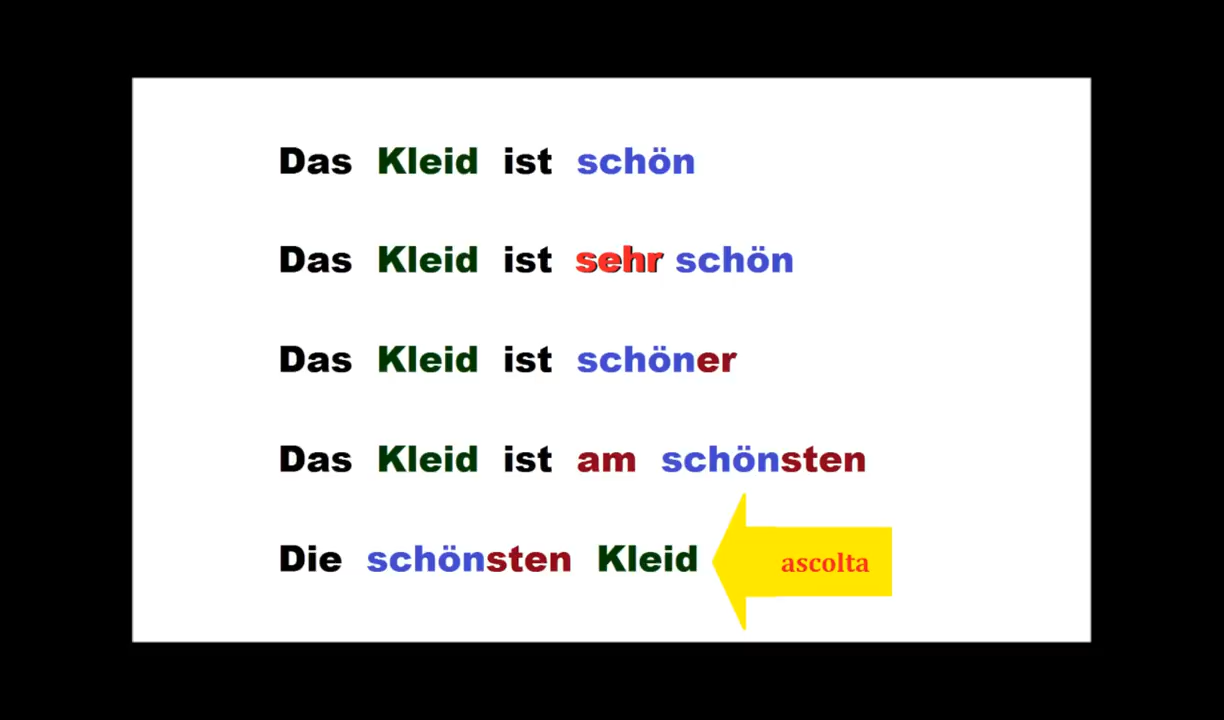 Das Kleid ist schön
Das Kleid ist sehr schön
Das Kleid ist schöner
Das Kleid ist am schönsten
Die schönsten Kleid
ascolta